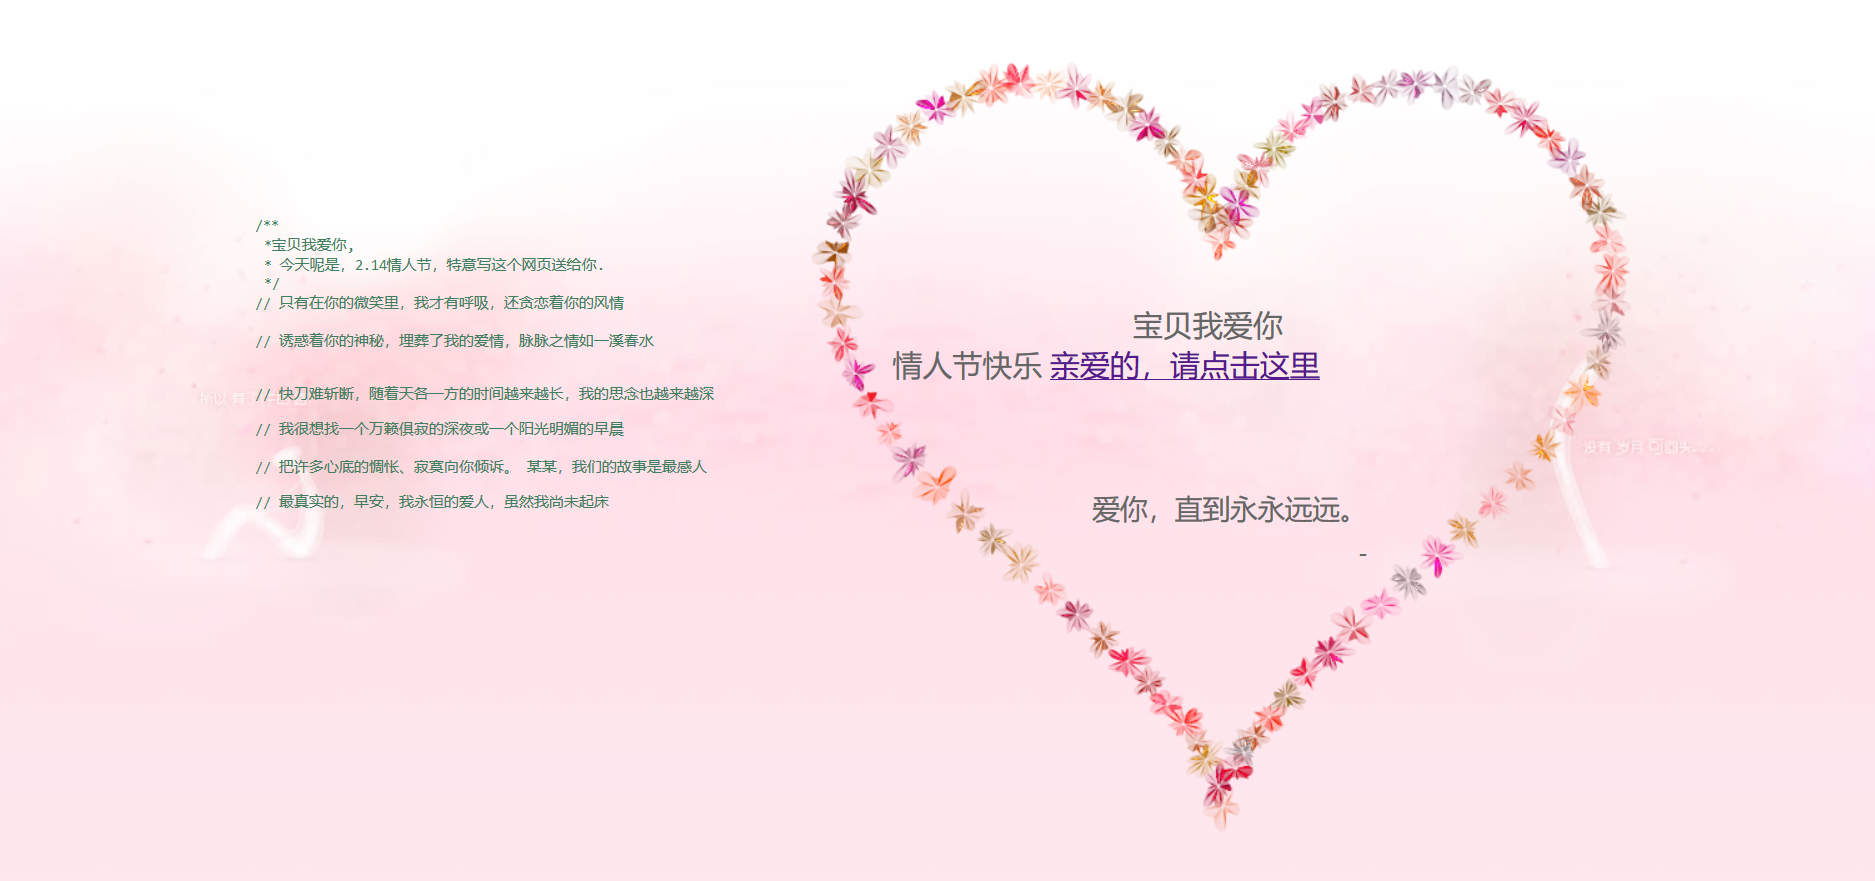 /**
*宝贝我爱你,
* 今天呢是，2.14情人节，特意写这个网页送给你.
*/
// 只有在你的微笑里，我才有呼吸，还贪恋着你的风情
// 诱惑着你的神秘，埋葬了我的爱情，脉脉之情如一溪春水
// 快刀难斩断，随着天各一方的时间越来越长，我的思念也越来越深
// 我很想找一个万籁俱寂的深夜或一个阳光明媚的早晨
// 把许多心底的惆怅、寂寞向你倾诉。 某某，我们的故事是最感人
// 最真实的，早安，我永恒的爱人，虽然我尚未起床
宝贝我爱你
情人节快乐 亲爱的，请点击这里
爱你，直到永永远远。
-
所以 有
没有 岁月 可回头...